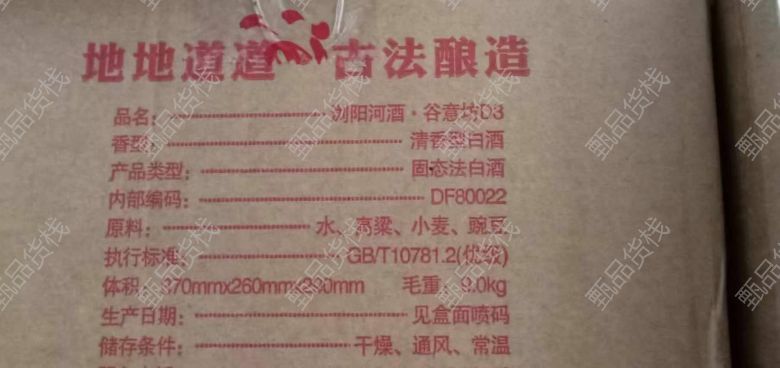 地地道道 古法酿造
品名：浏阳河酒·谷意坊D3
香型：清香型白酒
产品类型：固态法白酒
内部编码：DF80022
原料：水、高粱、小麦、豌豆
执行标准：GB/T10781.2(优级)
体积：370mmx260mmx290mm 毛重：9.0kg
生产日期：见盒面喷码
储存条件：干燥、通风、常温
甄品货栈